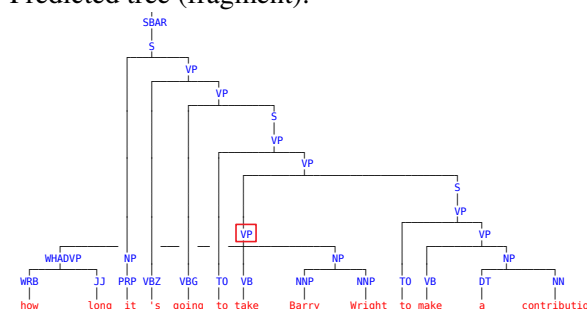 Predicted tree (fragment):
SBAR
S
VP
VP
S
VP
VP
S
VP
VP VP
WHADVP NP NP NP
WRB JJ PRP VBZ VBG TO VB NNP NNP TO VB DT NN
how long it 's going to take Barry Wright to make a contributio